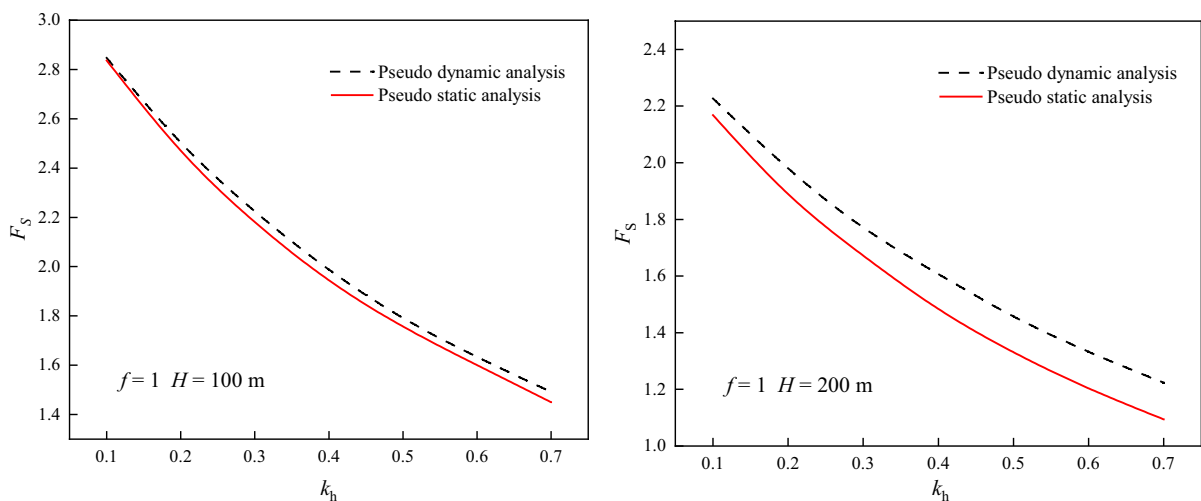 3.0
2.8
2.6
2.4
2.2
2.0
1.8
1.6
1.4
F_S
Pseudo dynamic analysis
Pseudo static analysis
f = 1 H = 100 m
0.1 0.2 0.3 0.4 0.5 0.6 0.7
k_h
2.4
2.2
2.0
1.8
1.6
1.4
1.2
1.0
F_S
Pseudo dynamic analysis
Pseudo static analysis
f = 1 H = 200 m
0.1 0.2 0.3 0.4 0.5 0.6 0.7
k_h